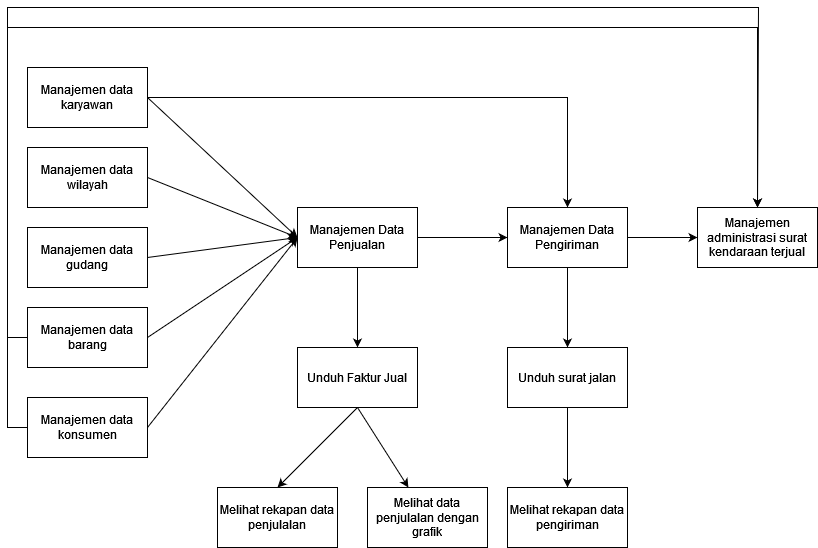 Manajemen data
karyawan
Manajemen data
wilayah
Manajemen data
gudang
Manajemen data
barang
Manajemen data
konsumen
Manajemen Data
Penjualan
Manajemen Data
Pengiriman
Manajemen
administrasi surat
kendaraan terjual
Unduh Faktur Jual
Unduh surat jalan
Melihat rekapan data
penjulalan
Melihat data
penjulalan dengan
grafik
Melihat rekapan data
pengiriman